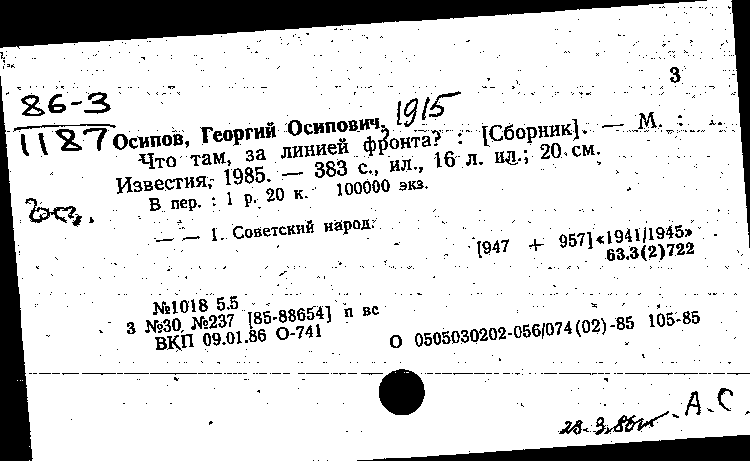 3
86-3
1187
Осипов, Георгий Осипович, 1915
Что там, за линией фронта? : [Сборник]. — М. :
Известия, 1985. — 383 с., ил., 16 л. ил.; 20 см.
В пер. : 1 р. 20 к. 100000 экз.
— — 1. Советский народ.
[947 + 957] «1941/1945»
63.3(2)722
№1018 5.5
3 №30 №237 [85-88654] п вс
ВКП 09.01.86 О-741
О 0505030202-056/074(02)-85 105-85
А.С.